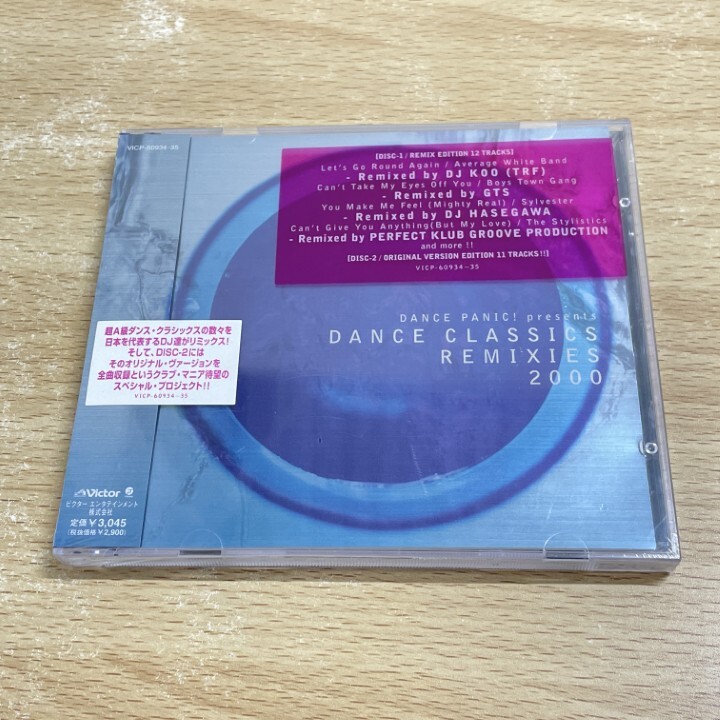 VICP-60934-35
[DISC-1 / REMIX EDITION 12 TRACKS]
Let's Go Round Again / Average White Band
- Remixed by DJ KOO (TRF)
Can't Take My Eyes Off You / Boys Town Gang
- Remixed by GTS
You Make Me Feel (Mighty Real) / Sylvester
- Remixed by DJ HASEGAWA
Can't Give You Anything(But My Love) / The Stylistics
- Remixed by PERFECT KLUB GROOVE PRODUCTION
and more !!
[DISC-2 / ORIGINAL VERSION EDITION 11 TRACKS!!]
VICP-60934-35
DANCE PANIC! presents
DANCE CLASSICS
REMIXIES
2000
超A級ダンス・クラシックスの数々を
日本を代表するDJ達がリミックス!
そして、DISC-2には
そのオリジナル・ヴァージョンを
全曲収録というクラブ・マニア待望の
スペシャル・プロジェクト!!
VICP-60934-35
Victor
ビクター エンタテインメント
株式会社
定価 ¥3,045
(税抜価格 ¥2,900)